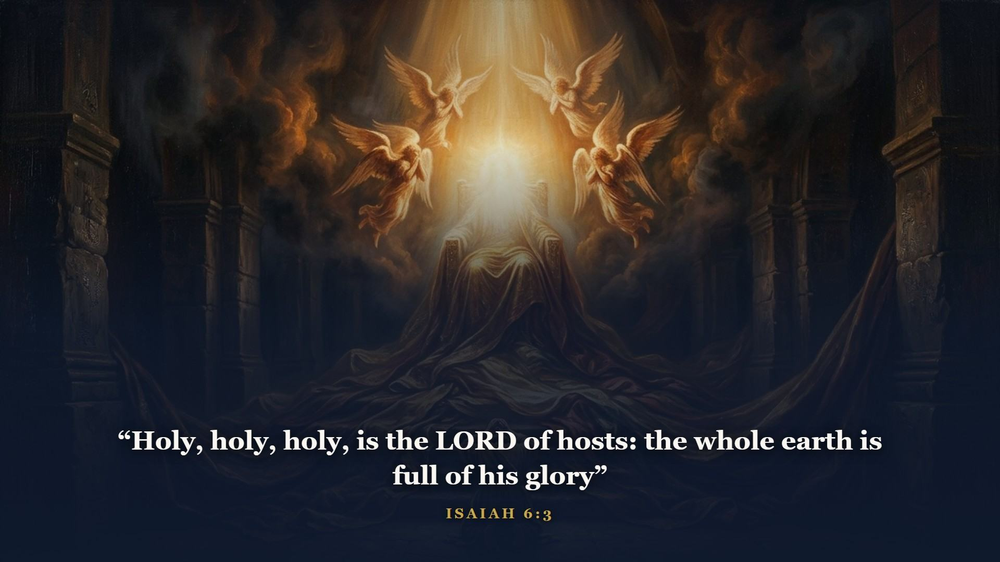 “Holy, holy, holy, is the LORD of hosts: the whole earth is
full of his glory”
ISAIAH 6:3